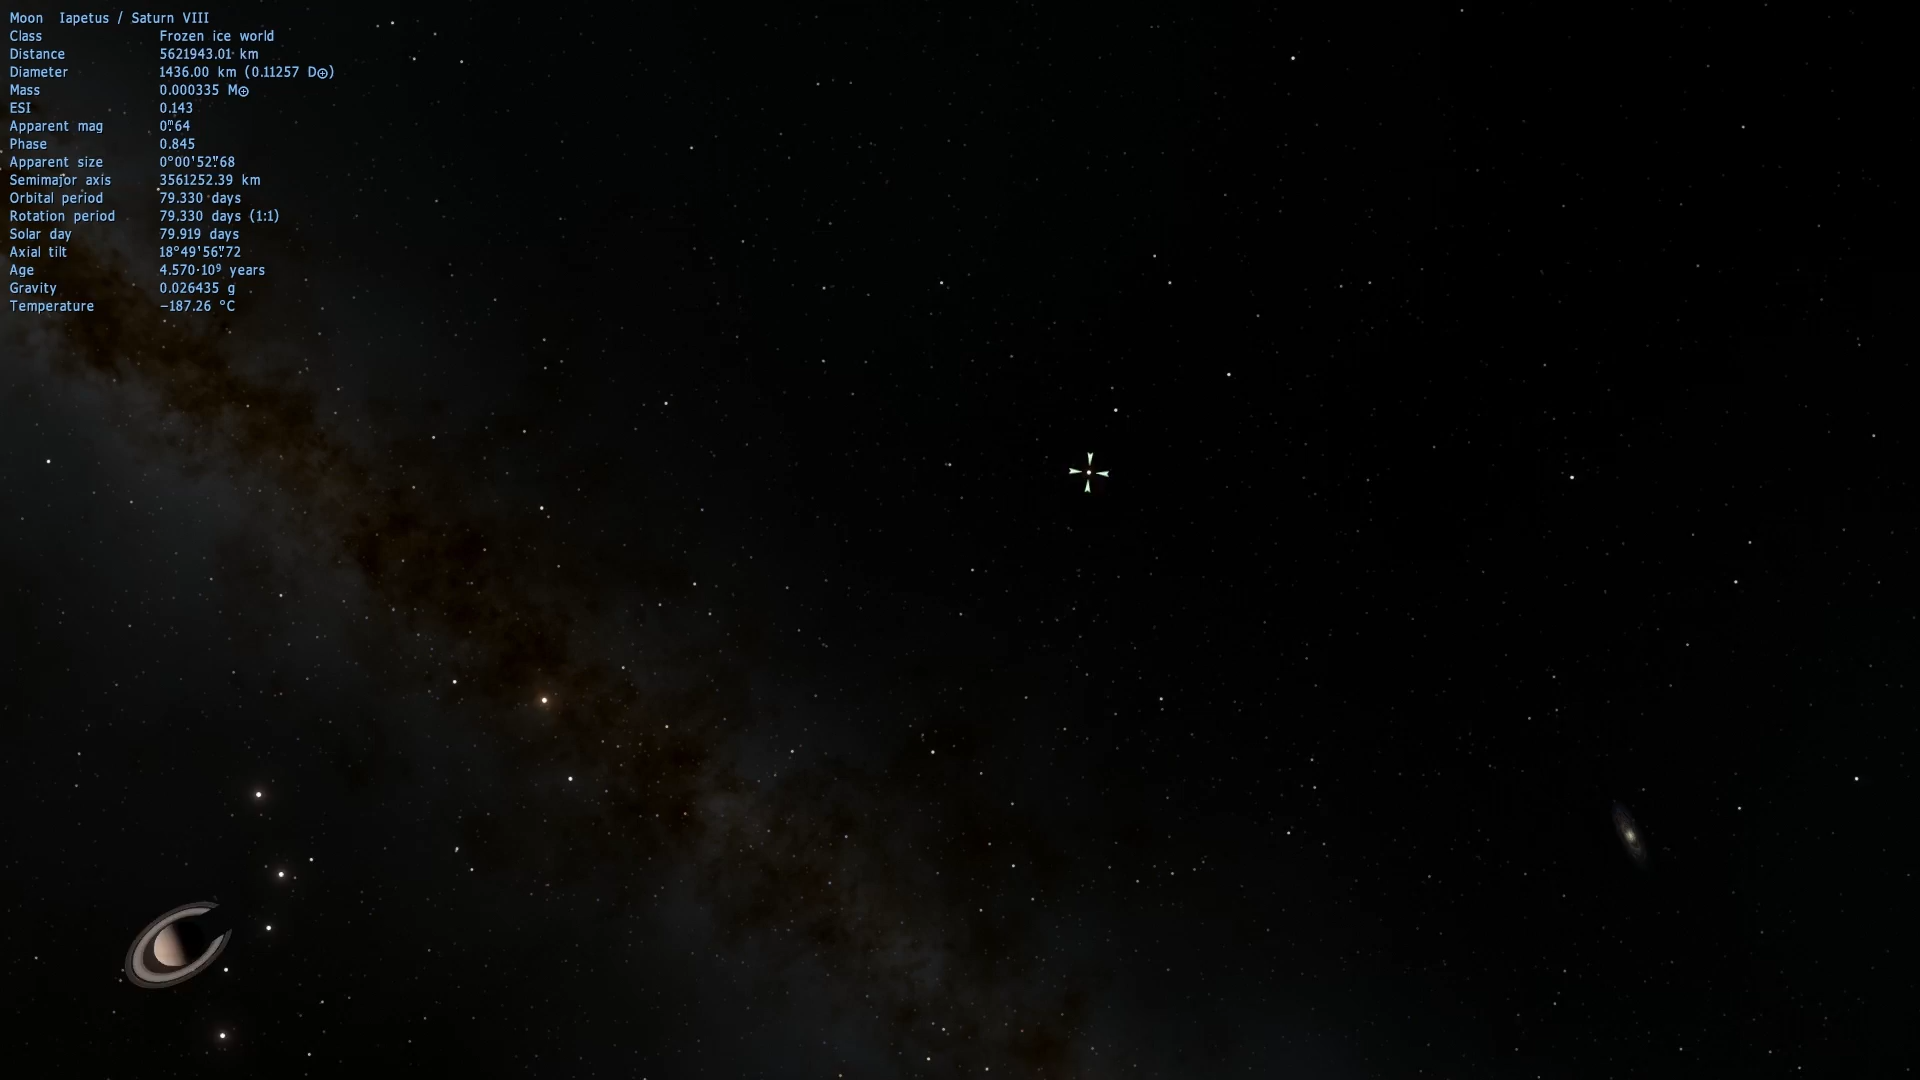 Moon Iapetus / Saturn VIII
Class Frozen ice world
Distance 5621943.01 km
Diameter 1436.00 km (0.11257 D⊕)
Mass 0.000335 M⊕
ESI 0.143
Apparent mag 0ᵐ.64
Phase 0.845
Apparent size 0°00'52".68
Semimajor axis 3561252.39 km
Orbital period 79.330 days
Rotation period 79.330 days (1:1)
Solar day 79.919 days
Axial tilt 18°49'56".72
Age 4.570·10⁹ years
Gravity 0.026435 g
Temperature −187.26 °C